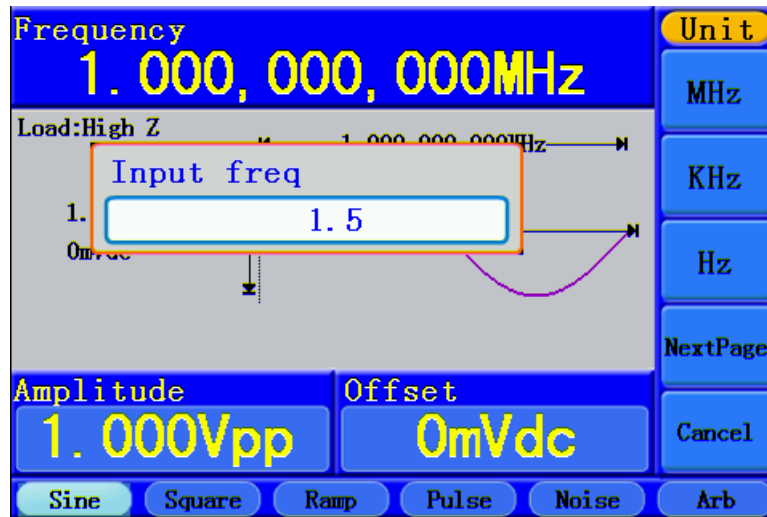 Frequency
1.000,000,000MHz
Load:High Z
Input freq
1.5
1.
Amplitude
1.000Vpp
Offset
0mVdc
Sine
Square
Ramp
Pulse
Noise
Arb
Unit
MHz
KHz
Hz
NextPage
Cancel